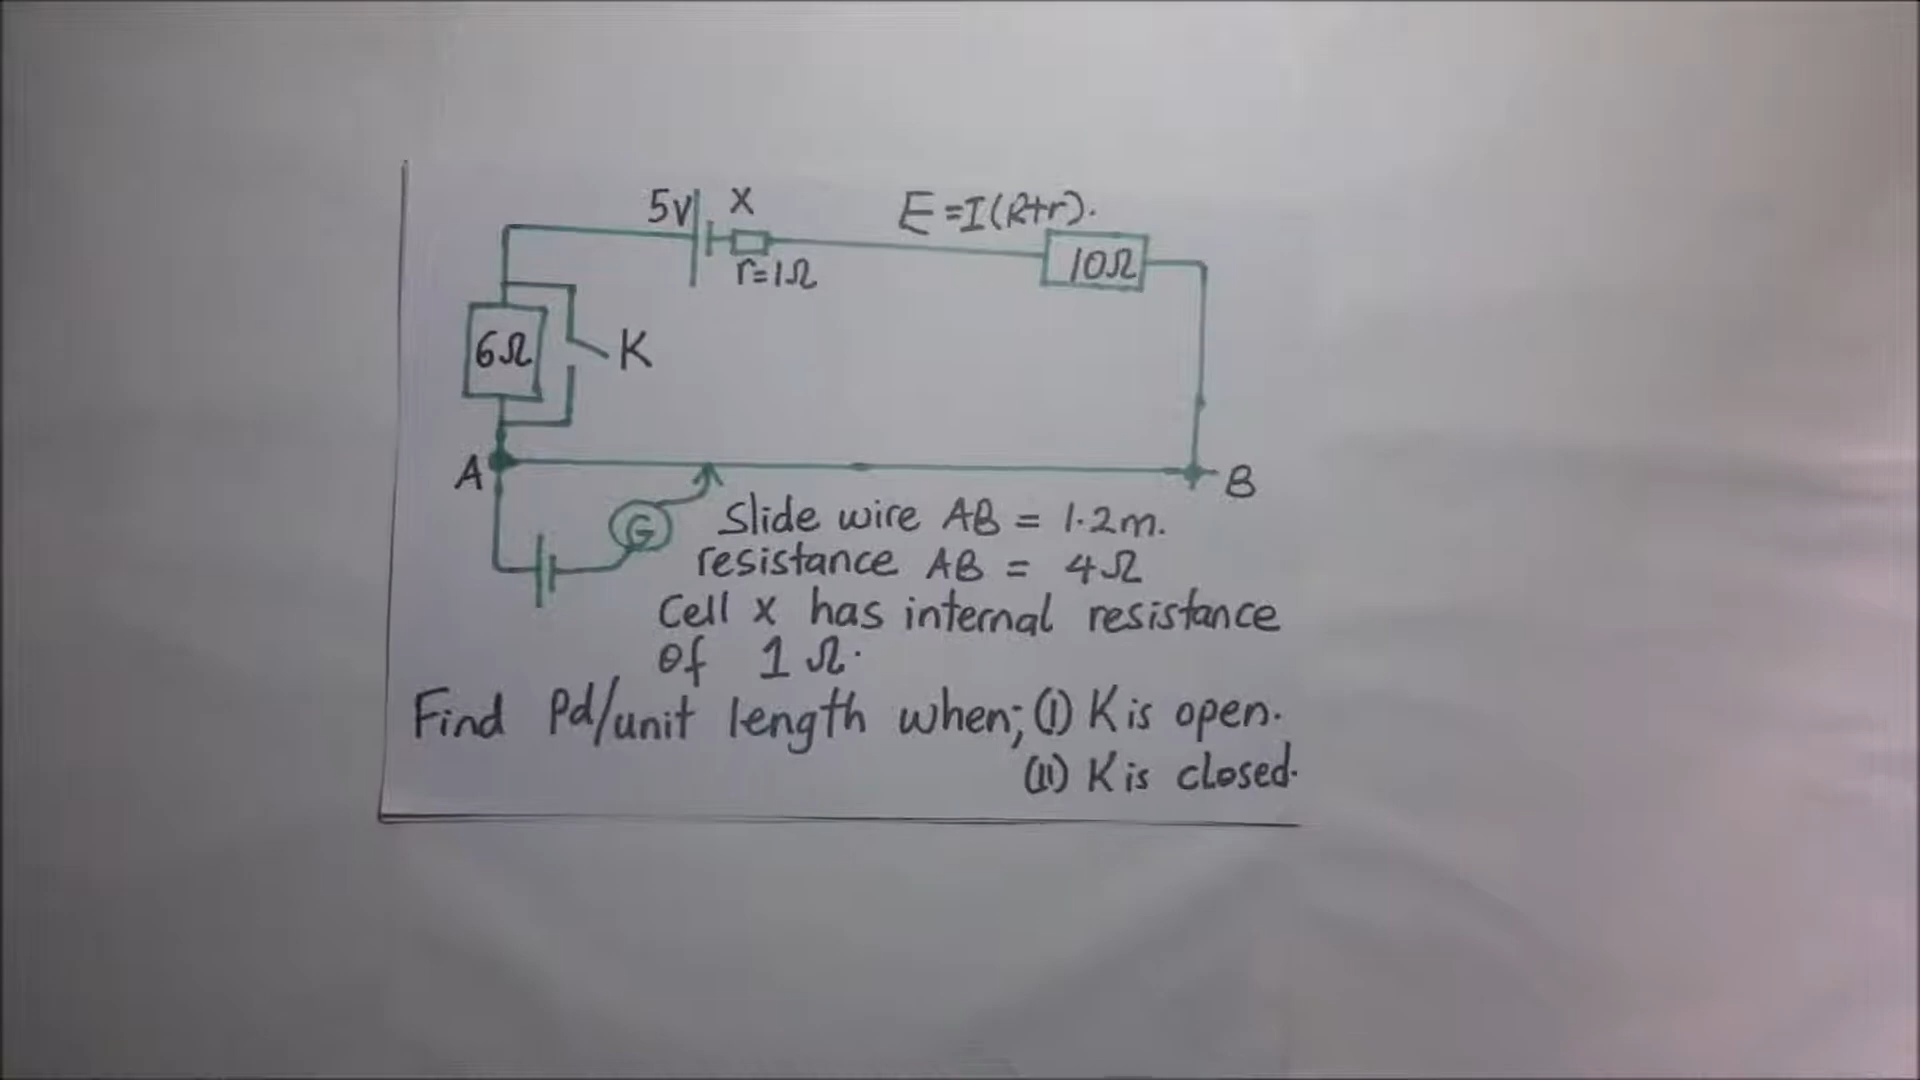 5V X E = I(R+r).
r=1Ω 10Ω
6Ω K
A B
G Slide wire AB = 1.2m.
resistance AB = 4Ω
Cell x has internal resistance
of 1Ω.
Find Pd/unit length when; (I) K is open.
(II) K is closed.